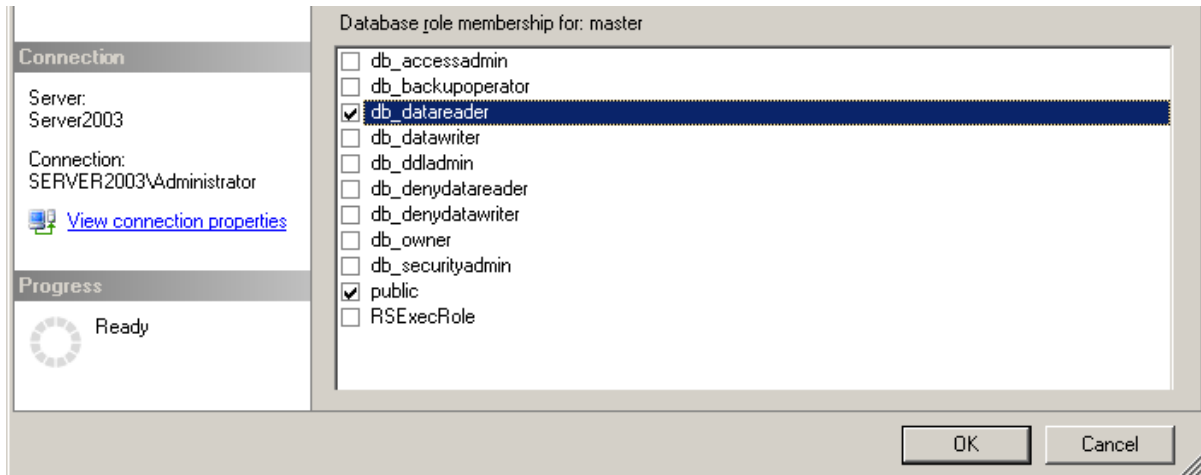 Database role membership for: master
Connection
Server:
Server2003
Connection:
SERVER2003\Administrator
View connection properties
Progress
Ready
db_accessadmin
db_backupoperator
db_datareader
db_datawriter
db_ddladmin
db_denydatareader
db_denydatawriter
db_owner
db_securityadmin
public
RSExecRole
OK
Cancel